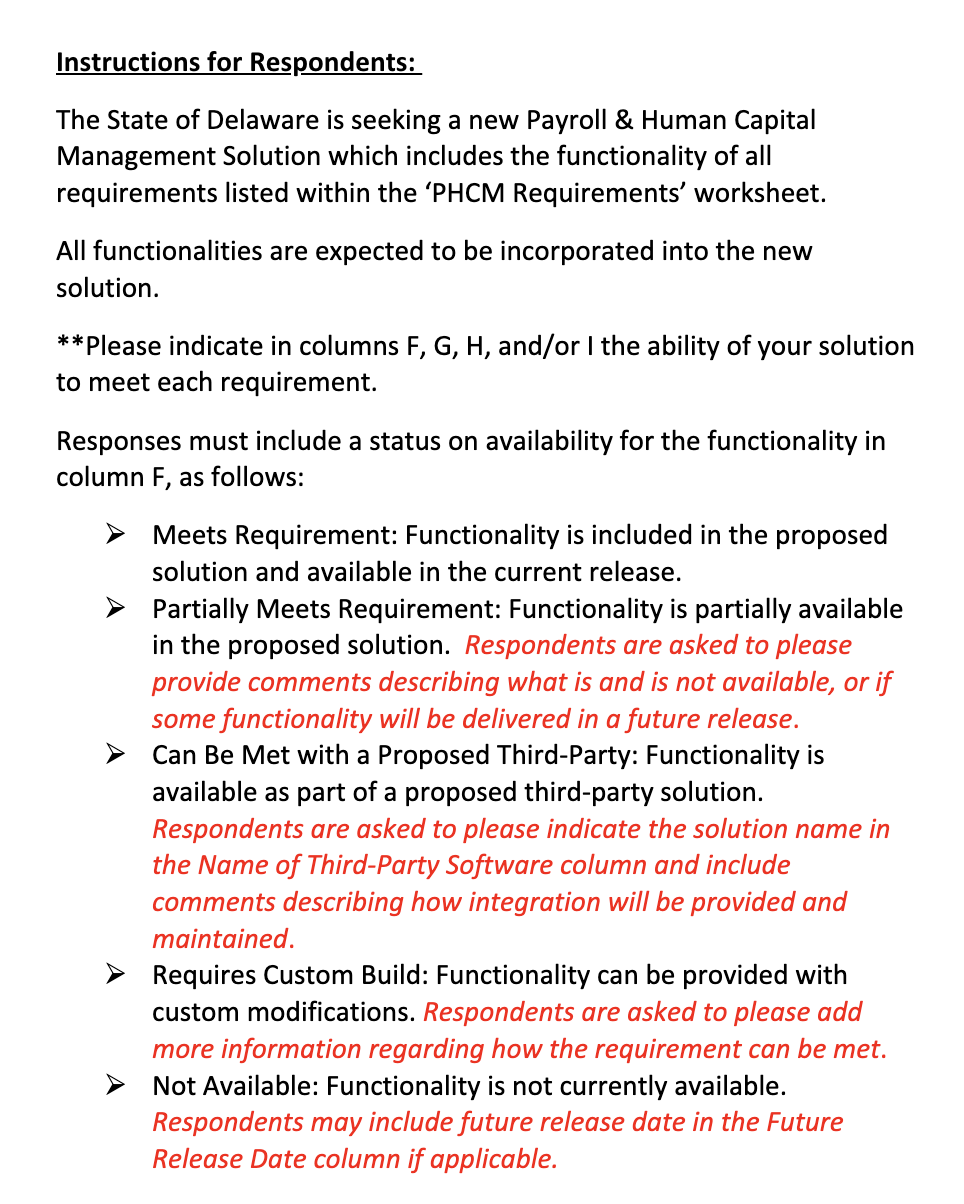 Instructions for Respondents:
The State of Delaware is seeking a new Payroll & Human Capital
Management Solution which includes the functionality of all
requirements listed within the ‘PHCM Requirements’ worksheet.
All functionalities are expected to be incorporated into the new
solution.
**Please indicate in columns F, G, H, and/or I the ability of your solution
to meet each requirement.
Responses must include a status on availability for the functionality in
column F, as follows:
➢ Meets Requirement: Functionality is included in the proposed
solution and available in the current release.
➢ Partially Meets Requirement: Functionality is partially available
in the proposed solution. Respondents are asked to please
provide comments describing what is and is not available, or if
some functionality will be delivered in a future release.
➢ Can Be Met with a Proposed Third-Party: Functionality is
available as part of a proposed third-party solution.
Respondents are asked to please indicate the solution name in
the Name of Third-Party Software column and include
comments describing how integration will be provided and
maintained.
➢ Requires Custom Build: Functionality can be provided with
custom modifications. Respondents are asked to please add
more information regarding how the requirement can be met.
➢ Not Available: Functionality is not currently available.
Respondents may include future release date in the Future
Release Date column if applicable.